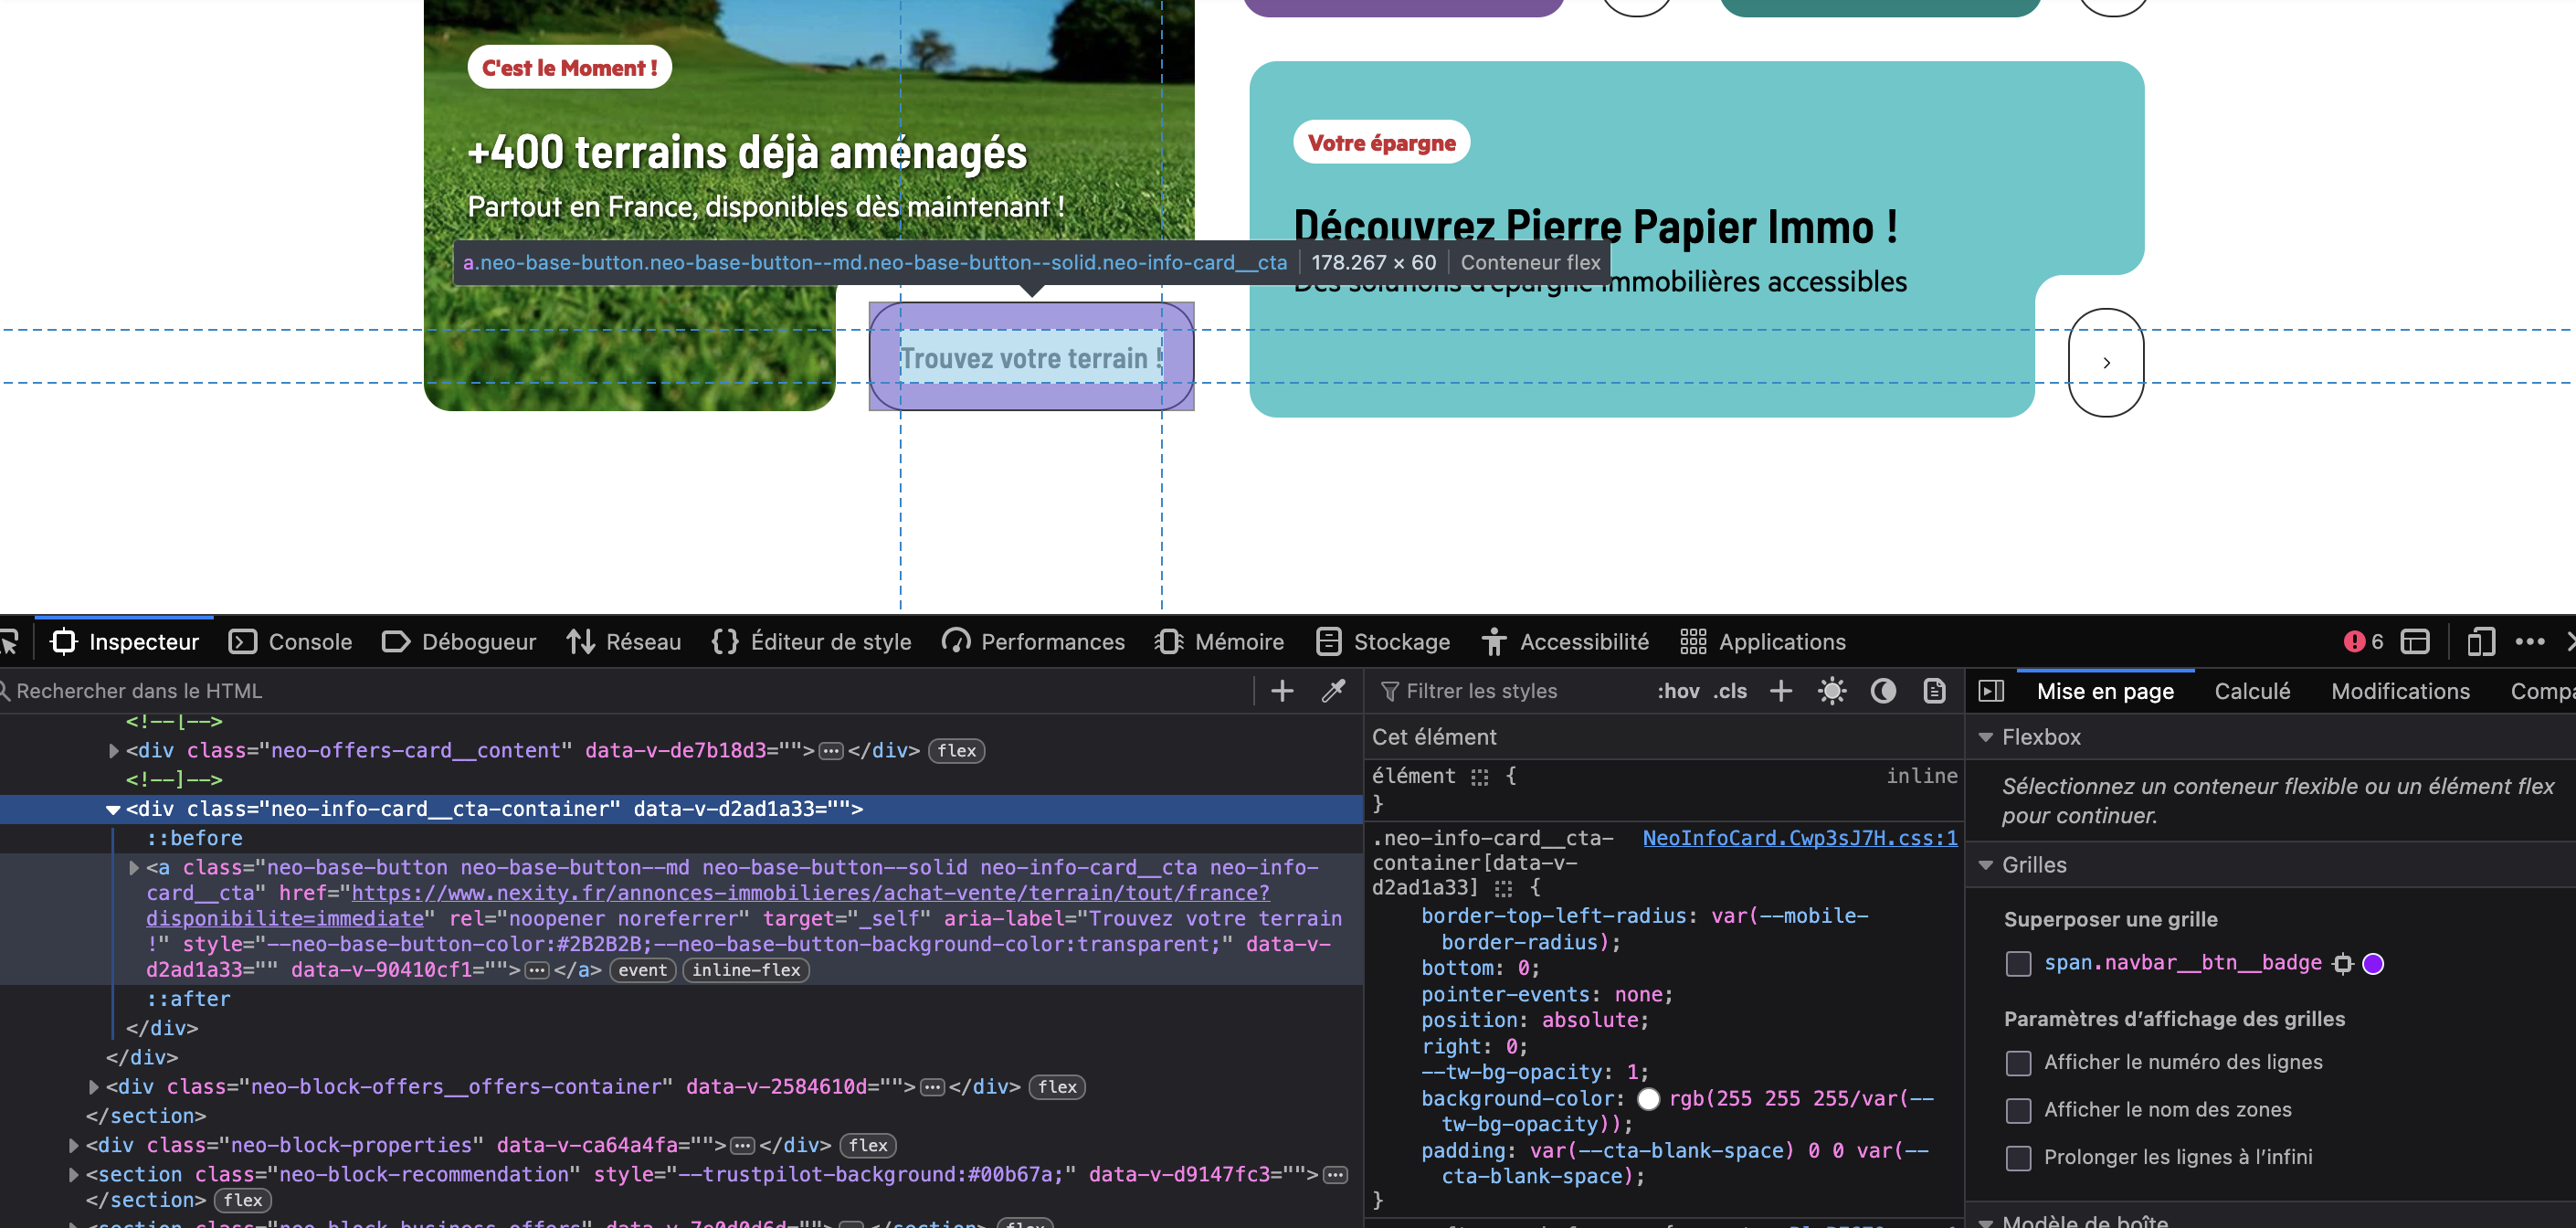 C'est le Moment !
+400 terrains déjà aménagés
Partout en France, disponibles dès maintenant !
Votre épargne
Découvrez Pierre Papier Immo !
Des solutions d'épargne immobilières accessibles
a.neo-base-button.neo-base-button--md.neo-base-button--solid.neo-info-card__cta 178.267 × 60 Conteneur flex
Trouvez votre terrain !
Inspecteur Console Débogueur Réseau Éditeur de style Performances Mémoire Stockage Accessibilité Applications 6
Rechercher dans le HTML
<!--[-->
<div class="neo-offers-card__content" data-v-de7b18d3="">…</div> flex
<!--]-->
<div class="neo-info-card__cta-container" data-v-d2ad1a33="">
::before
<a class="neo-base-button neo-base-button--md neo-base-button--solid neo-info-card__cta neo-info-
card__cta" href="https://www.nexity.fr/annonces-immobilieres/achat-vente/terrain/tout/france?
disponibilite=immediate" rel="noopener noreferrer" target="_self" aria-label="Trouvez votre terrain
!" style="--neo-base-button-color:#2B2B2B;--neo-base-button-background-color:transparent;" data-v-
d2ad1a33="" data-v-90410cf1="">…</a> event inline-flex
::after
</div>
</div>
<div class="neo-block-offers__offers-container" data-v-2584610d="">…</div> flex
</section>
<div class="neo-block-properties" data-v-ca64a4fa="">…</div> flex
<section class="neo-block-recommendation" style="--trustpilot-background:#00b67a;" data-v-d9147fc3="">…
</section> flex
Filtrer les styles :hov .cls
Cet élément
élément { inline
}
.neo-info-card__cta- NeoInfoCard.Cwp3sJ7H.css:1
container[data-v-
d2ad1a33] {
border-top-left-radius: var(--mobile-
border-radius);
bottom: 0;
pointer-events: none;
position: absolute;
right: 0;
--tw-bg-opacity: 1;
background-color: rgb(255 255 255/var(--
tw-bg-opacity));
padding: var(--cta-blank-space) 0 0 var(--
cta-blank-space);
}
Mise en page Calculé Modifications
Flexbox
Sélectionnez un conteneur flexible ou un élément flex
pour continuer.
Grilles
Superposer une grille
span.navbar__btn__badge
Paramètres d’affichage des grilles
Afficher le numéro des lignes
Afficher le nom des zones
Prolonger les lignes à l’infini
Modèle de boîte